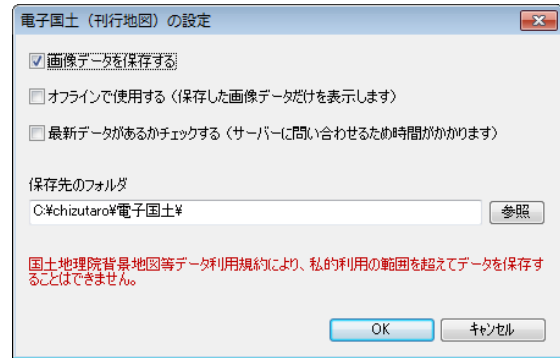 電子国土（刊行地図）の設定
画像データを保存する
オフラインで使用する（保存した画像データだけを表示します）
最新データがあるかチェックする（サーバーに問い合わせるため時間がかかります）
保存先のフォルダ
C:¥chizutaro¥電子国土¥
参照
国土地理院背景地図等データ利用規約により、私的利用の範囲を超えてデータを保存す
ることはできません。
OK
キャンセル